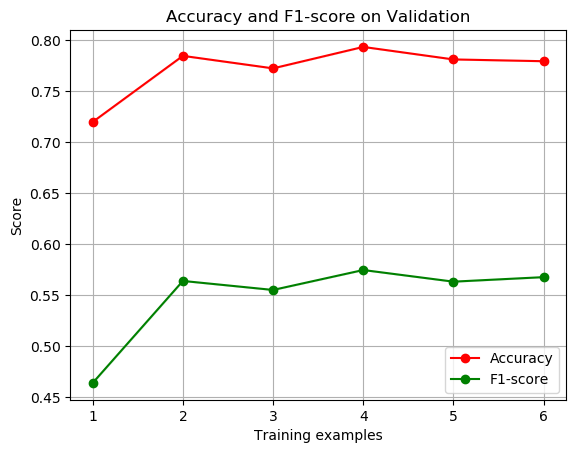 Accuracy and F1-score on Validation
0.80
0.75
0.70
0.65
0.60
0.55
0.50
0.45
Score
1 2 3 4 5 6
Training examples
Accuracy
F1-score